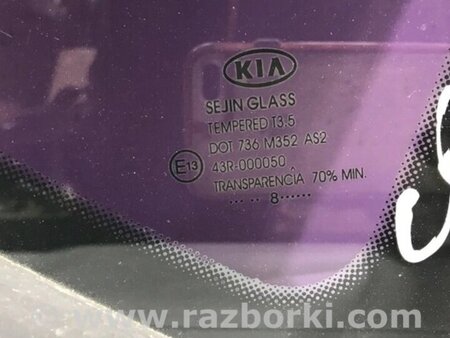 KIA
SEJIN GLASS
TEMPERED T3.5
DOT 736 M352 AS2
E13 43R-000050
TRANSPARENCIA 70% MIN.
.. ... 8......
www.razborki.com